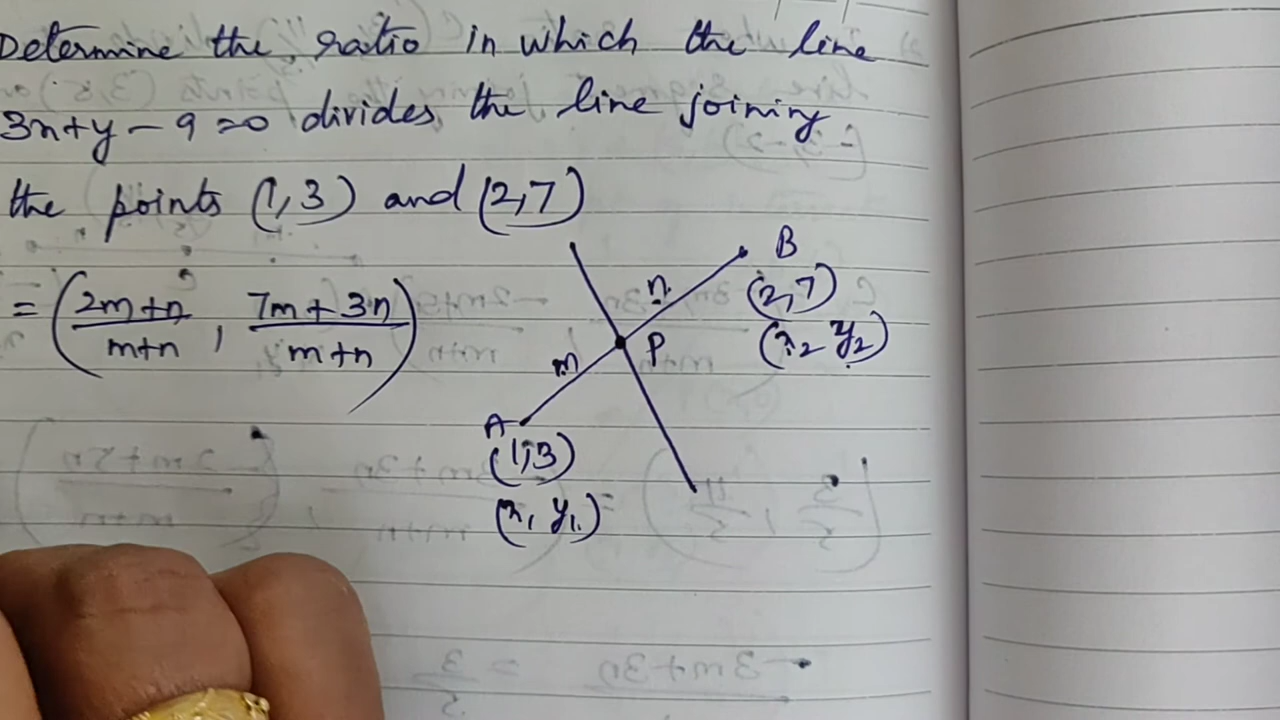 Determine the ratio in which the line
3x+y-9=0 divides the line joining
the points (1,3) and (2,7)
= (2m+n/m+n, 7m+3n/m+n)
m
n
P
A
(1,3)
(x₁ y₁)
B
(2,7)
(x₂ y₂)